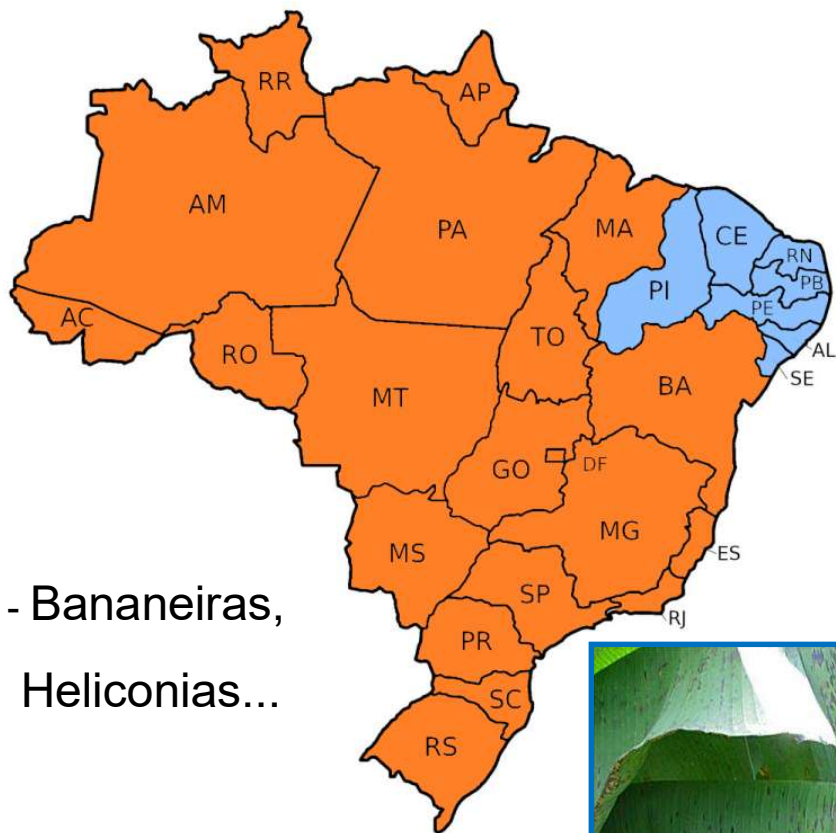 RR
AP
AM
PA
MA
CE
RN
PB
PI
PE
AC
TO
AL
RO
SE
BA
MT
GO
DF
MG
MS
ES
SP
RJ
PR
SC
RS
- Bananeiras,
Heliconias...